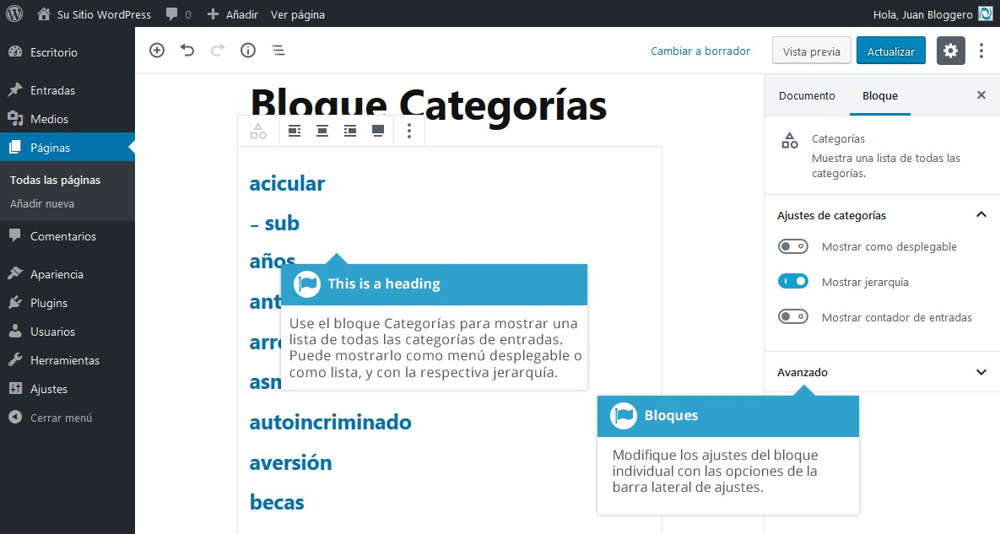 Su Sitio WordPress 0 Añadir Ver página Hola, Juan Bloggero
Escritorio
Entradas
Medios
Páginas
Todas las páginas
Añadir nueva
Comentarios
Apariencia
Plugins
Usuarios
Herramientas
Ajustes
Cerrar menú
Cambiar a borrador Vista previa Actualizar
Bloque Categorías
acicular
– sub
años
ant
arre
asn
autoincriminado
aversión
becas
This is a heading
Use el bloque Categorías para mostrar una
lista de todas las categorías de entradas.
Puede mostrarlo como menú desplegable o
como lista, y con la respectiva jerarquía.
Documento Bloque
Categorías
Muestra una lista de todas las
categorías.
Ajustes de categorías
Mostrar como desplegable
Mostrar jerarquía
Mostrar contador de entradas
Avanzado
Bloques
Modifique los ajustes del bloque
individual con las opciones de la
barra lateral de ajustes.